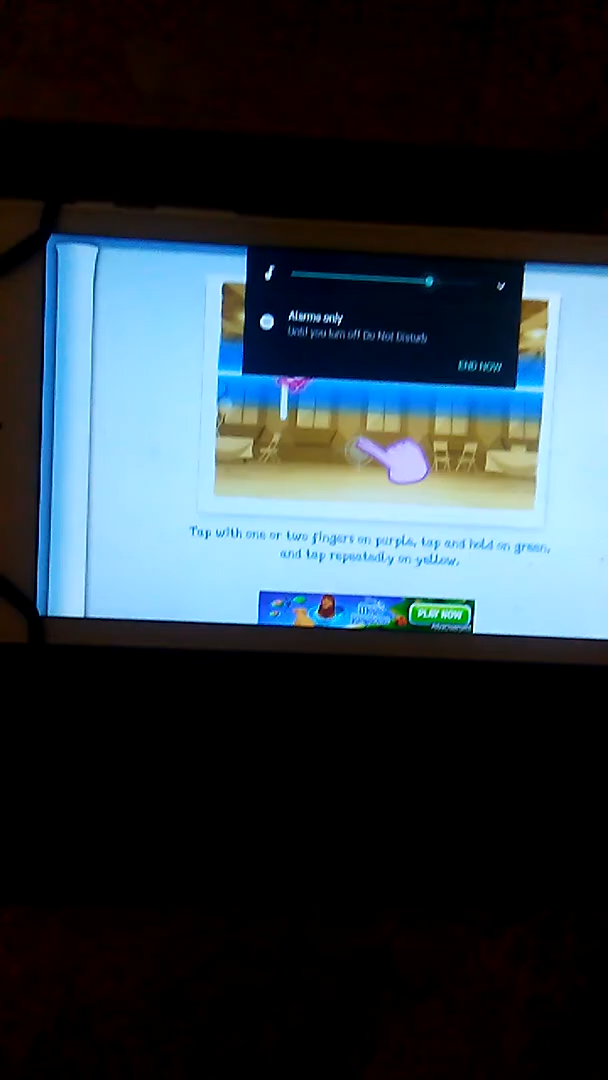 Alarms only
Until you turn off Do Not Disturb
END NOW
Tap with one or two fingers on purple, tap and hold on green,
and tap repeatedly on yellow.
PLAY NOW
Advertisement